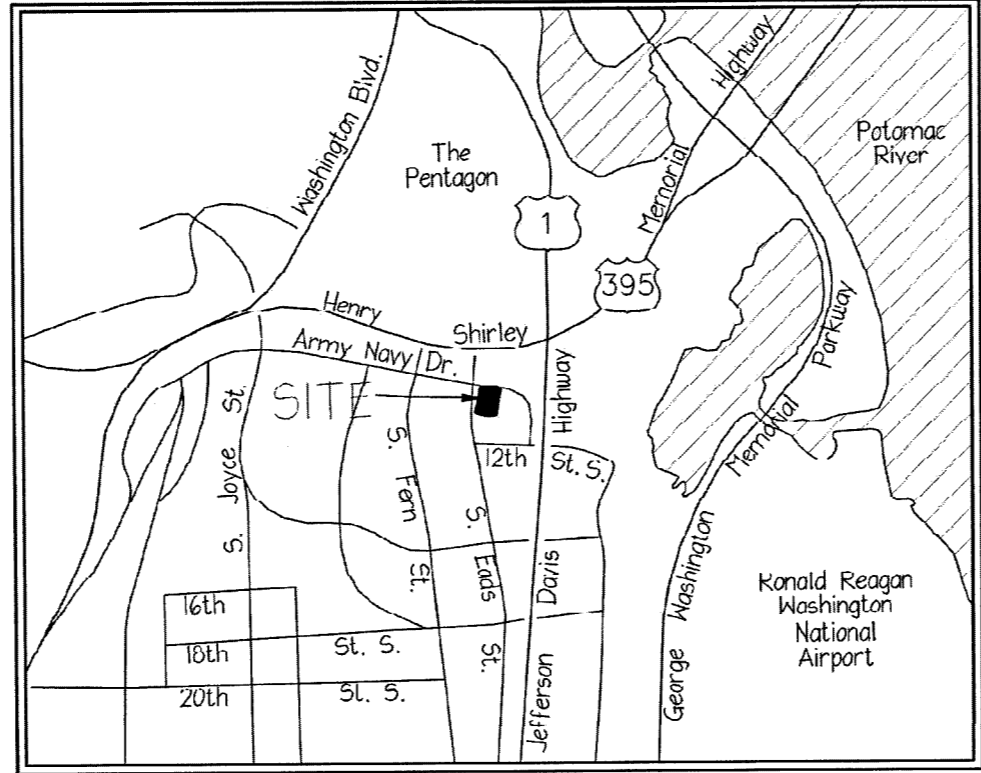 Washington Blvd.
The
Pentagon
Memorial
Highway
Potomac
River
1
395
Henry
Shirley
Army Navy Dr.
SITE
Highway
12th
St. S.
S. Joyce St.
S. Fern St.
S. Eads St.
Jefferson Davis
16th
18th
St. S.
20th
St. S.
George Washington
Memorial
Parkway
Ronald Reagan
Washington
National
Airport